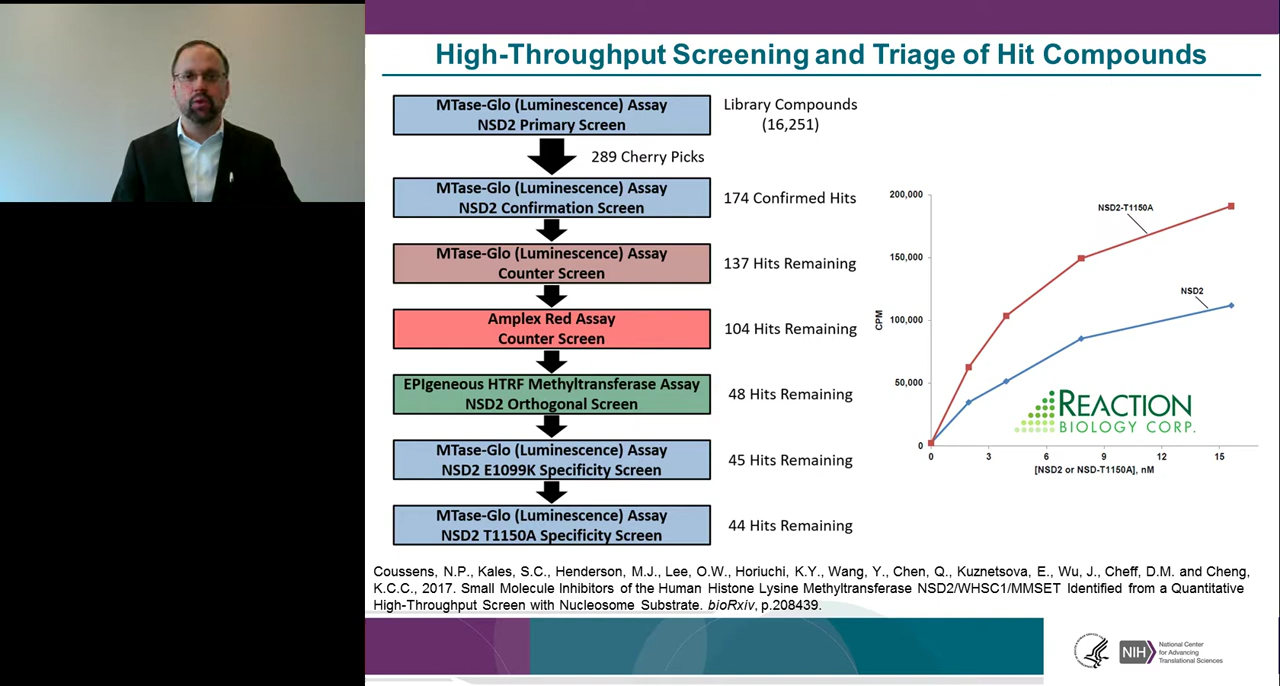 High-Throughput Screening and Triage of Hit Compounds
MTase-Glo (Luminescence) Assay
NSD2 Primary Screen
Library Compounds
(16,251)
289 Cherry Picks
MTase-Glo (Luminescence) Assay
NSD2 Confirmation Screen
174 Confirmed Hits
MTase-Glo (Luminescence) Assay
Counter Screen
137 Hits Remaining
Amplex Red Assay
Counter Screen
104 Hits Remaining
EPIgeneous HTRF Methyltransferase Assay
NSD2 Orthogonal Screen
48 Hits Remaining
MTase-Glo (Luminescence) Assay
NSD2 E1099K Specificity Screen
45 Hits Remaining
MTase-Glo (Luminescence) Assay
NSD2 T1150A Specificity Screen
44 Hits Remaining
200,000
150,000
100,000
50,000
0
CPM
NSD2-T1150A
NSD2
REACTION
BIOLOGY CORP.
0 3 6 9 12 15
[NSD2 or NSD-T1150A], nM
Coussens, N.P., Kales, S.C., Henderson, M.J., Lee, O.W., Horiuchi, K.Y., Wang, Y., Chen, Q., Kuznetsova, E., Wu, J., Cheff, D.M. and Cheng,
K.C.C., 2017. Small Molecule Inhibitors of the Human Histone Lysine Methyltransferase NSD2/WHSC1/MMSET Identified from a Quantitative
High-Throughput Screen with Nucleosome Substrate. bioRxiv, p.208439.
NIH
National Center
for Advancing
Translational Sciences